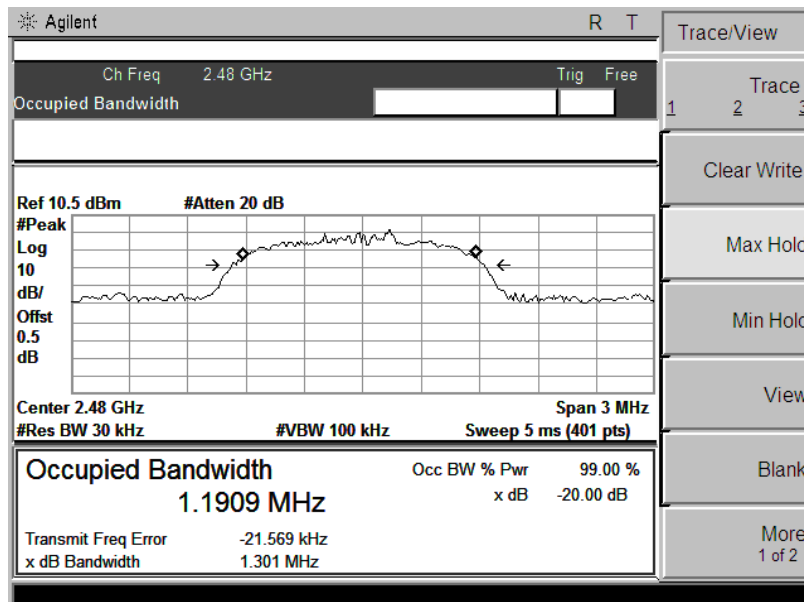 Agilent R T
Trace/View
Ch Freq 2.48 GHz Trig Free
Occupied Bandwidth
Trace
1 2 3
Clear Write
Max Hold
Min Hold
View
Blank
More
1 of 2
Ref 10.5 dBm #Atten 20 dB
#Peak
Log
10
dB/
Offst
0.5
dB
Center 2.48 GHz Span 3 MHz
#Res BW 30 kHz #VBW 100 kHz Sweep 5 ms (401 pts)
Occupied Bandwidth
1.1909 MHz
Occ BW % Pwr 99.00 %
x dB -20.00 dB
Transmit Freq Error -21.569 kHz
x dB Bandwidth 1.301 MHz